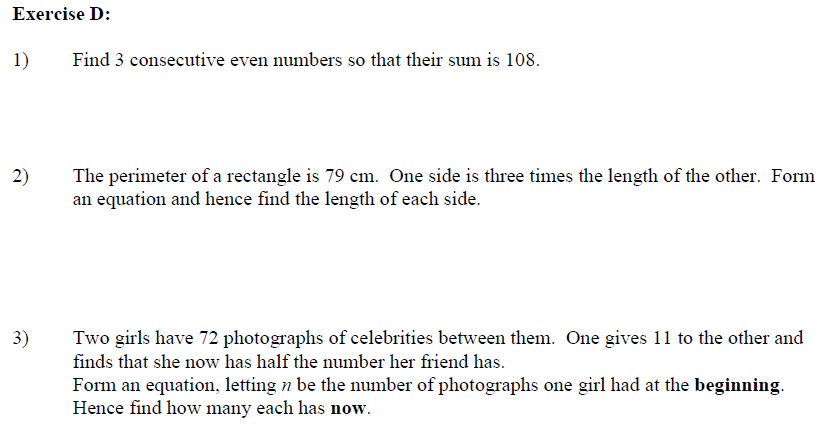 Exercise D:
1) Find 3 consecutive even numbers so that their sum is 108.
2) The perimeter of a rectangle is 79 cm. One side is three times the length of the other. Form
an equation and hence find the length of each side.
3) Two girls have 72 photographs of celebrities between them. One gives 11 to the other and
finds that she now has half the number her friend has.
Form an equation, letting n be the number of photographs one girl had at the beginning.
Hence find how many each has now.